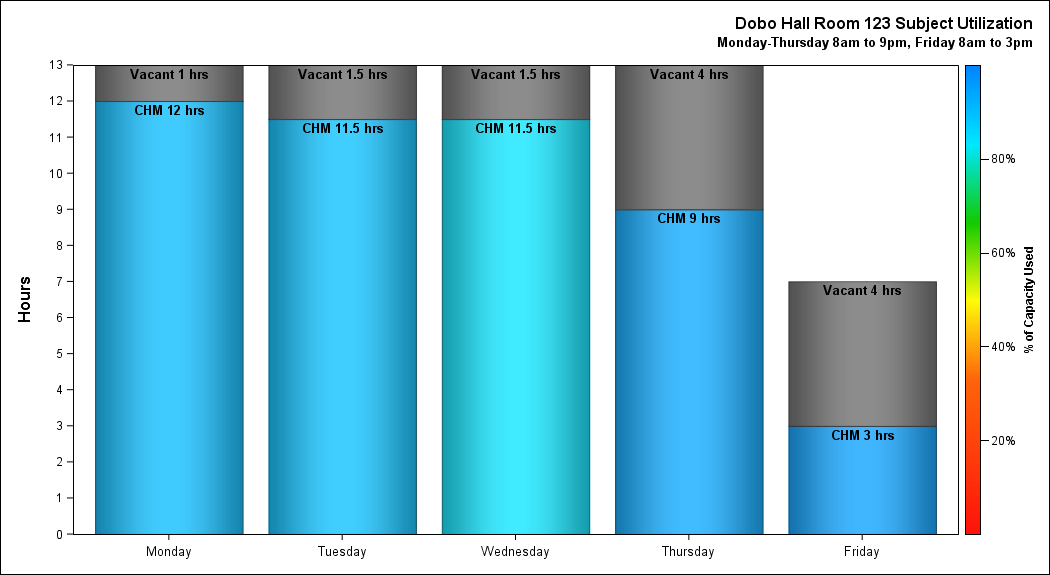 Dobo Hall Room 123 Subject Utilization
Monday-Thursday 8am to 9pm, Friday 8am to 3pm
Hours
13
12
11
10
9
8
7
6
5
4
3
2
1
0
Vacant 1 hrs
CHM 12 hrs
Vacant 1.5 hrs
CHM 11.5 hrs
Vacant 1.5 hrs
CHM 11.5 hrs
Vacant 4 hrs
CHM 9 hrs
Vacant 4 hrs
CHM 3 hrs
Monday
Tuesday
Wednesday
Thursday
Friday
80%
60%
40%
20%
% of Capacity Used